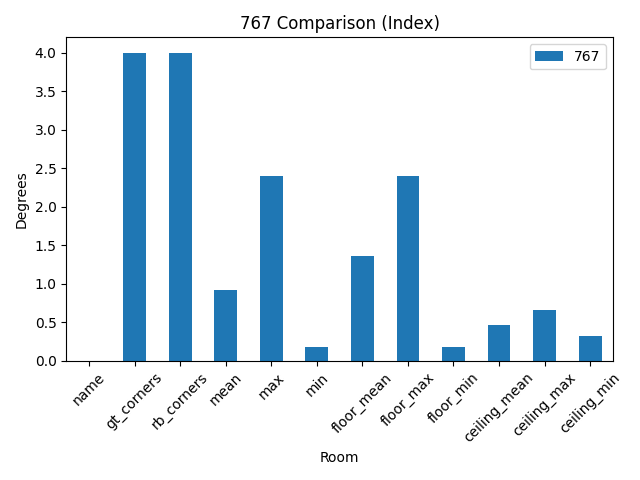 767 Comparison (Index)
767
Degrees
4.0
3.5
3.0
2.5
2.0
1.5
1.0
0.5
0.0
name
gt_corners
rb_corners
mean
max
min
floor_mean
floor_max
floor_min
ceiling_mean
ceiling_max
ceiling_min
Room